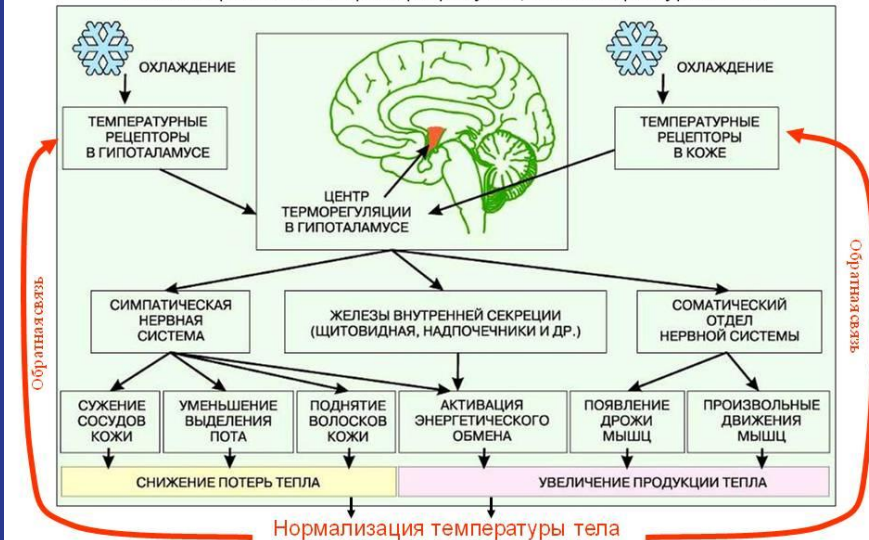 ОХЛАЖДЕНИЕ
ОХЛАЖДЕНИЕ
ТЕМПЕРАТУРНЫЕ
РЕЦЕПТОРЫ
В ГИПОТАЛАМУСЕ
ТЕМПЕРАТУРНЫЕ
РЕЦЕПТОРЫ
В КОЖЕ
ЦЕНТР
ТЕРМОРЕГУЛЯЦИИ
В ГИПОТАЛАМУСЕ
Обратная связь
Обратная связь
СИМПАТИЧЕСКАЯ
НЕРВНАЯ
СИСТЕМА
ЖЕЛЕЗЫ ВНУТРЕННЕЙ СЕКРЕЦИИ
(ЩИТОВИДНАЯ, НАДПОЧЕЧНИКИ И ДР.)
СОМАТИЧЕСКИЙ
ОТДЕЛ
НЕРВНОЙ СИСТЕМЫ
СУЖЕНИЕ
СОСУДОВ
КОЖИ
УМЕНЬШЕНИЕ
ВЫДЕЛЕНИЯ
ПОТА
ПОДНЯТИЕ
ВОЛОСКОВ
КОЖИ
АКТИВАЦИЯ
ЭНЕРГЕТИЧЕСКОГО
ОБМЕНА
ПОЯВЛЕНИЕ
ДРОЖИ
МЫШЦ
ПРОИЗВОЛЬНЫЕ
ДВИЖЕНИЯ
МЫШЦ
СНИЖЕНИЕ ПОТЕРЬ ТЕПЛА
УВЕЛИЧЕНИЕ ПРОДУКЦИИ ТЕПЛА
Нормализация температуры тела